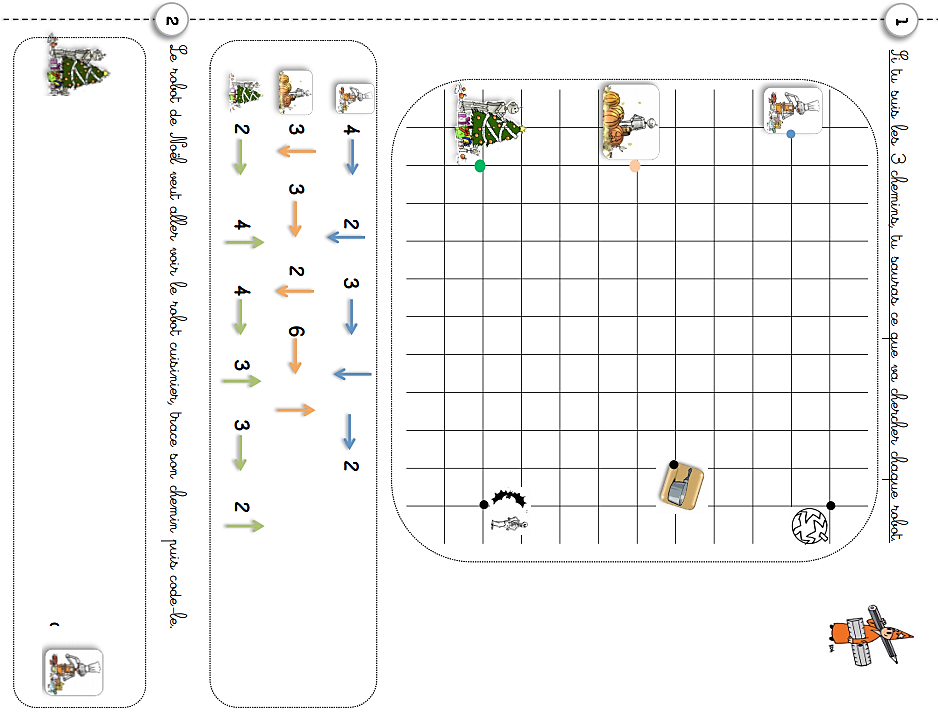 1
Si tu suis les 3 chemins, tu sauras ce que va chercher chaque robot
4 2 3 2
3 3 2 6
2 4 4 3 3 2
2
Le robot de Noël veut aller voir le robot cuisinier, trace son chemin puis code-le.